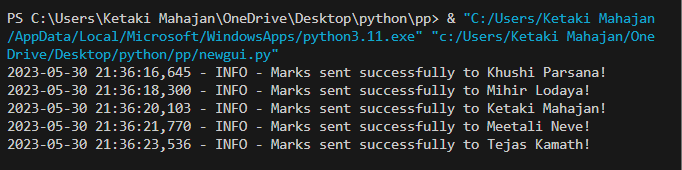 PS C:\Users\Ketaki Mahajan\OneDrive\Desktop\python\pp> & "C:/Users/Ketaki Mahajan
/AppData/Local/Microsoft/WindowsApps/python3.11.exe" "c:/Users/Ketaki Mahajan/One
Drive/Desktop/python/pp/newgui.py"
2023-05-30 21:36:16,645 - INFO - Marks sent successfully to Khushi Parsana!
2023-05-30 21:36:18,300 - INFO - Marks sent successfully to Mihir Lodaya!
2023-05-30 21:36:20,103 - INFO - Marks sent successfully to Ketaki Mahajan!
2023-05-30 21:36:21,770 - INFO - Marks sent successfully to Meetali Neve!
2023-05-30 21:36:23,536 - INFO - Marks sent successfully to Tejas Kamath!